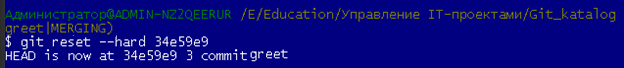 Администратор@ADMIN-NZ2QEERUR /E/Education/Управление IT-проектами/Git_katalog
greet|MERGING)
$ git reset --hard 34e59e9
HEAD is now at 34e59e9 3 commitgreet